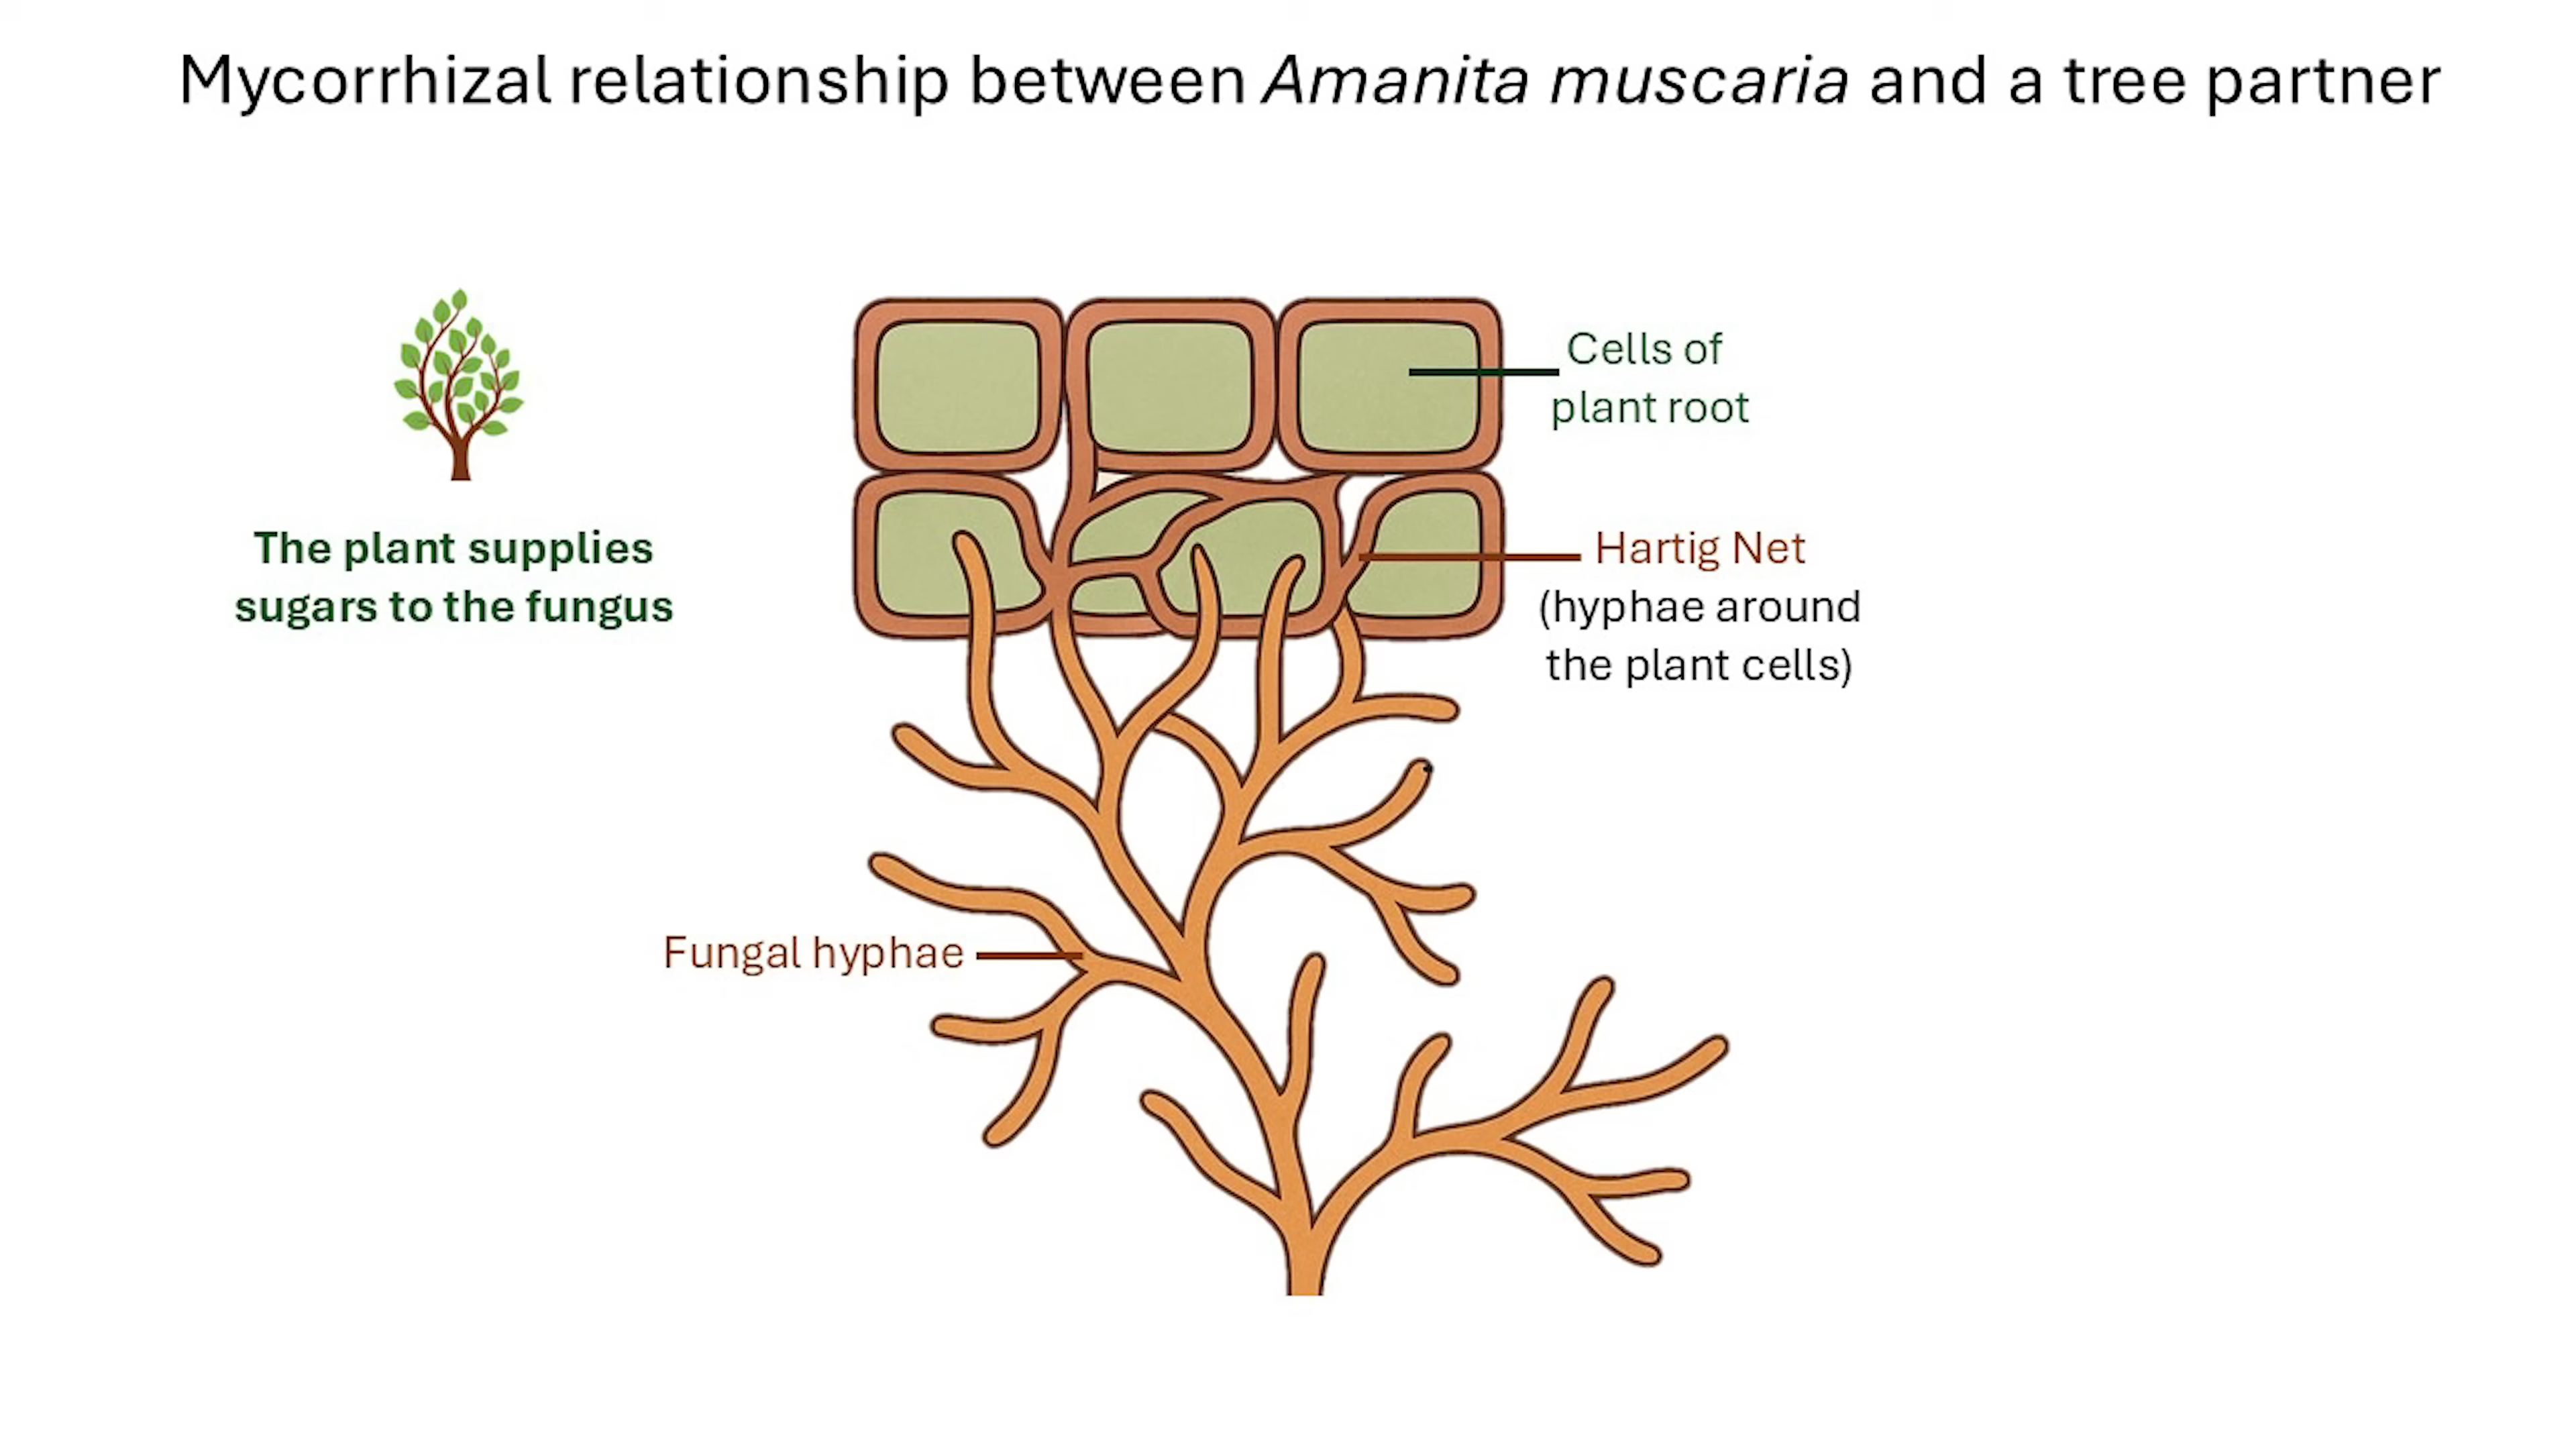 Mycorrhizal relationship between Amanita muscaria and a tree partner
The plant supplies
sugars to the fungus
Cells of
plant root
Hartig Net
(hyphae around
the plant cells)
Fungal hyphae